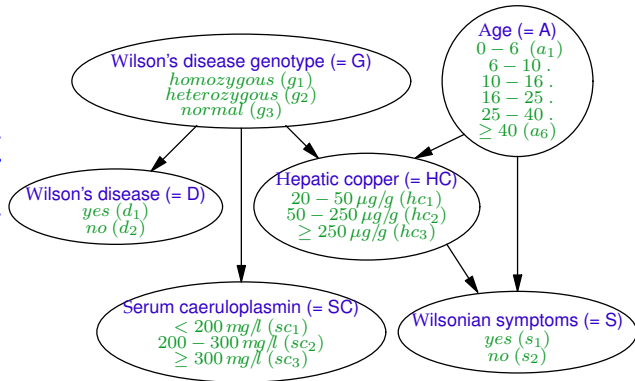 Wilson's disease genotype (= G)
homozygous (g1)
heterozygous (g2)
normal (g3)
Age (= A)
0 − 6 (a1)
6 − 10 .
10 − 16 .
16 − 25 .
25 − 40 .
≥ 40 (a6)
Wilson's disease (= D)
yes (d1)
no (d2)
Hepatic copper (= HC)
20 − 50 µg/g (hc1)
50 − 250 µg/g (hc2)
≥ 250 µg/g (hc3)
Serum caeruloplasmin (= SC)
< 200 mg/l (sc1)
200 − 300 mg/l (sc2)
≥ 300 mg/l (sc3)
Wilsonian symptoms (= S)
yes (s1)
no (s2)